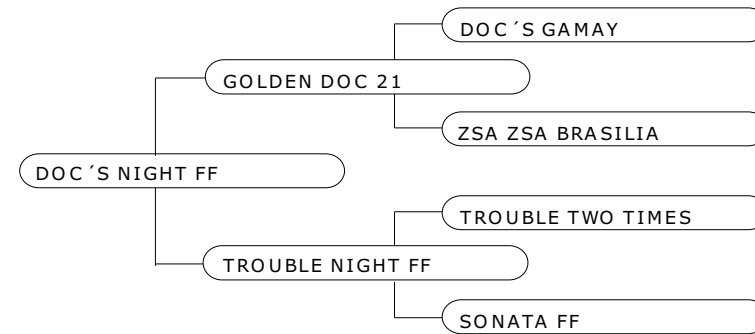 DOC´S GAMAY
GOLDEN DOC 21
ZSA ZSA BRASILIA
DOC´S NIGHT FF
TROUBLE TWO TIMES
TROUBLE NIGHT FF
SONATA FF